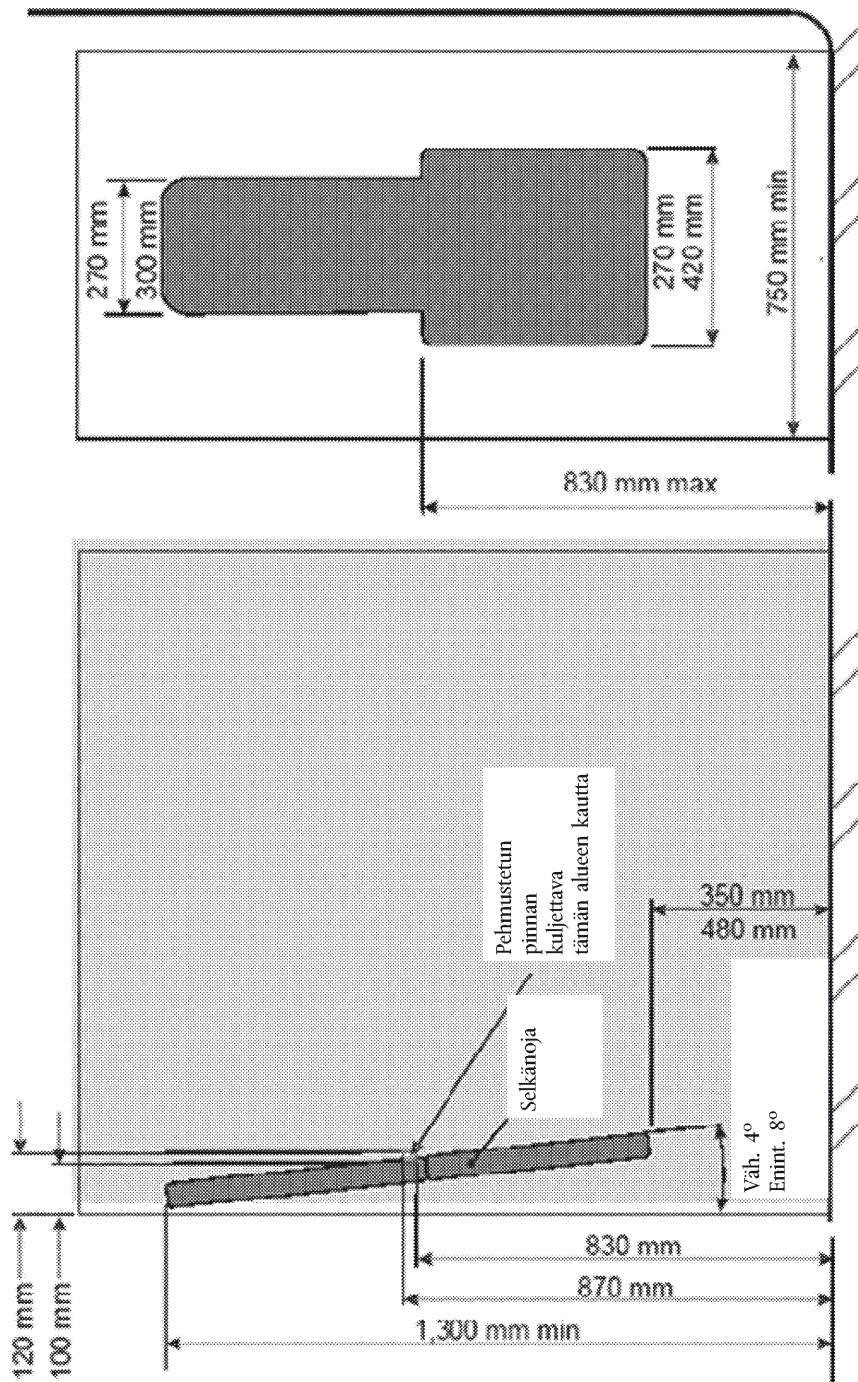 270 mm
300 mm
270 mm
420 mm
750 mm min
830 mm max
Pehmustetun
pinnan
kuljettava
tämän alueen kautta
Selkänoja
350 mm
480 mm
Väh. 4º
Enint. 8º
120 mm
100 mm
830 mm
870 mm
1,300 mm min